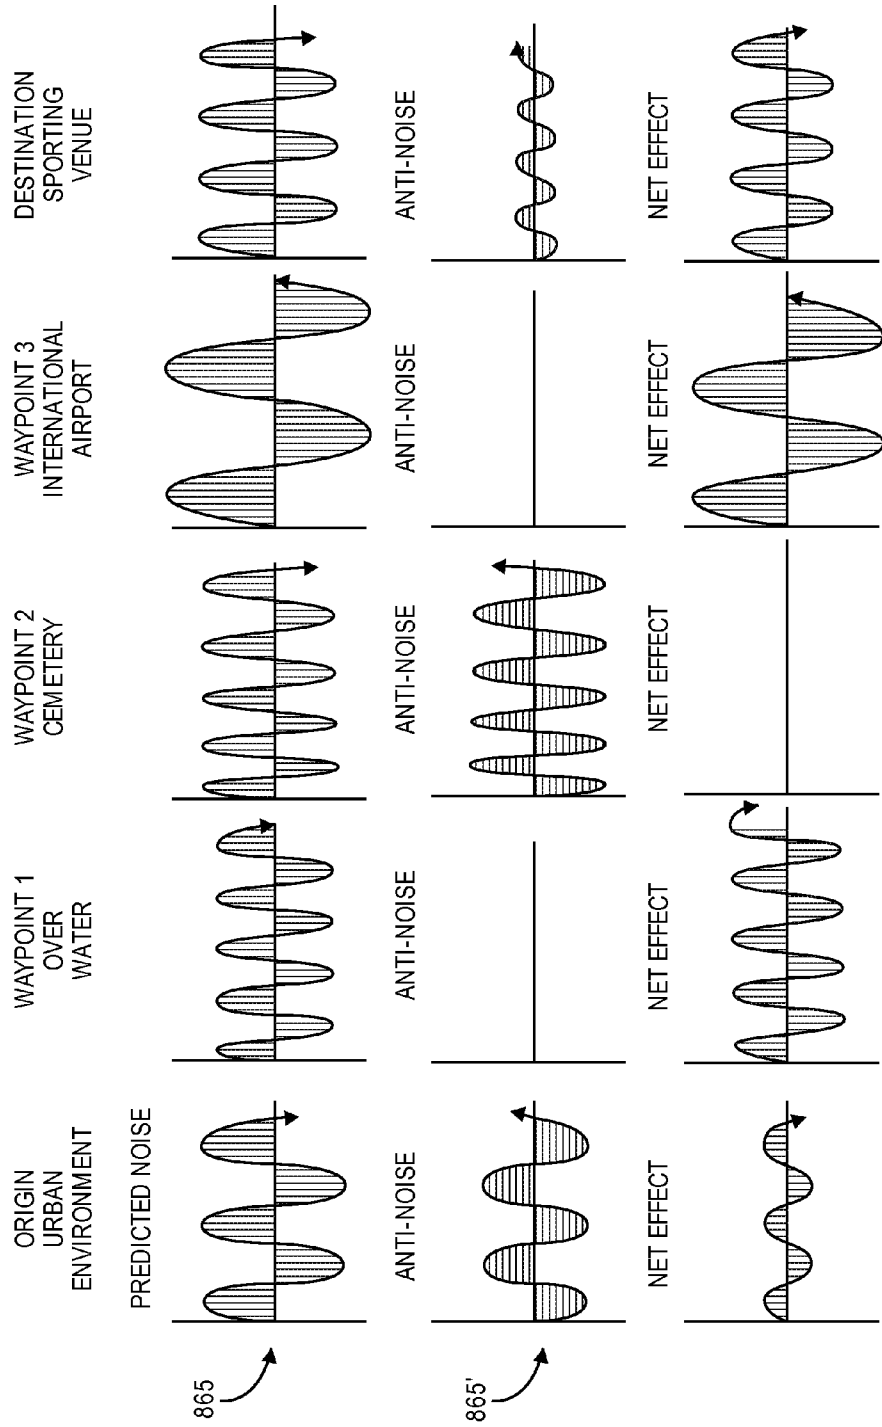 ORIGIN
URBAN
ENVIRONMENT
WAYPOINT 1
OVER
WATER
WAYPOINT 2
CEMETERY
WAYPOINT 3
INTERNATIONAL
AIRPORT
DESTINATION
SPORTING
VENUE
PREDICTED NOISE
865
ANTI-NOISE
ANTI-NOISE
ANTI-NOISE
ANTI-NOISE
ANTI-NOISE
865'
NET EFFECT
NET EFFECT
NET EFFECT
NET EFFECT
NET EFFECT